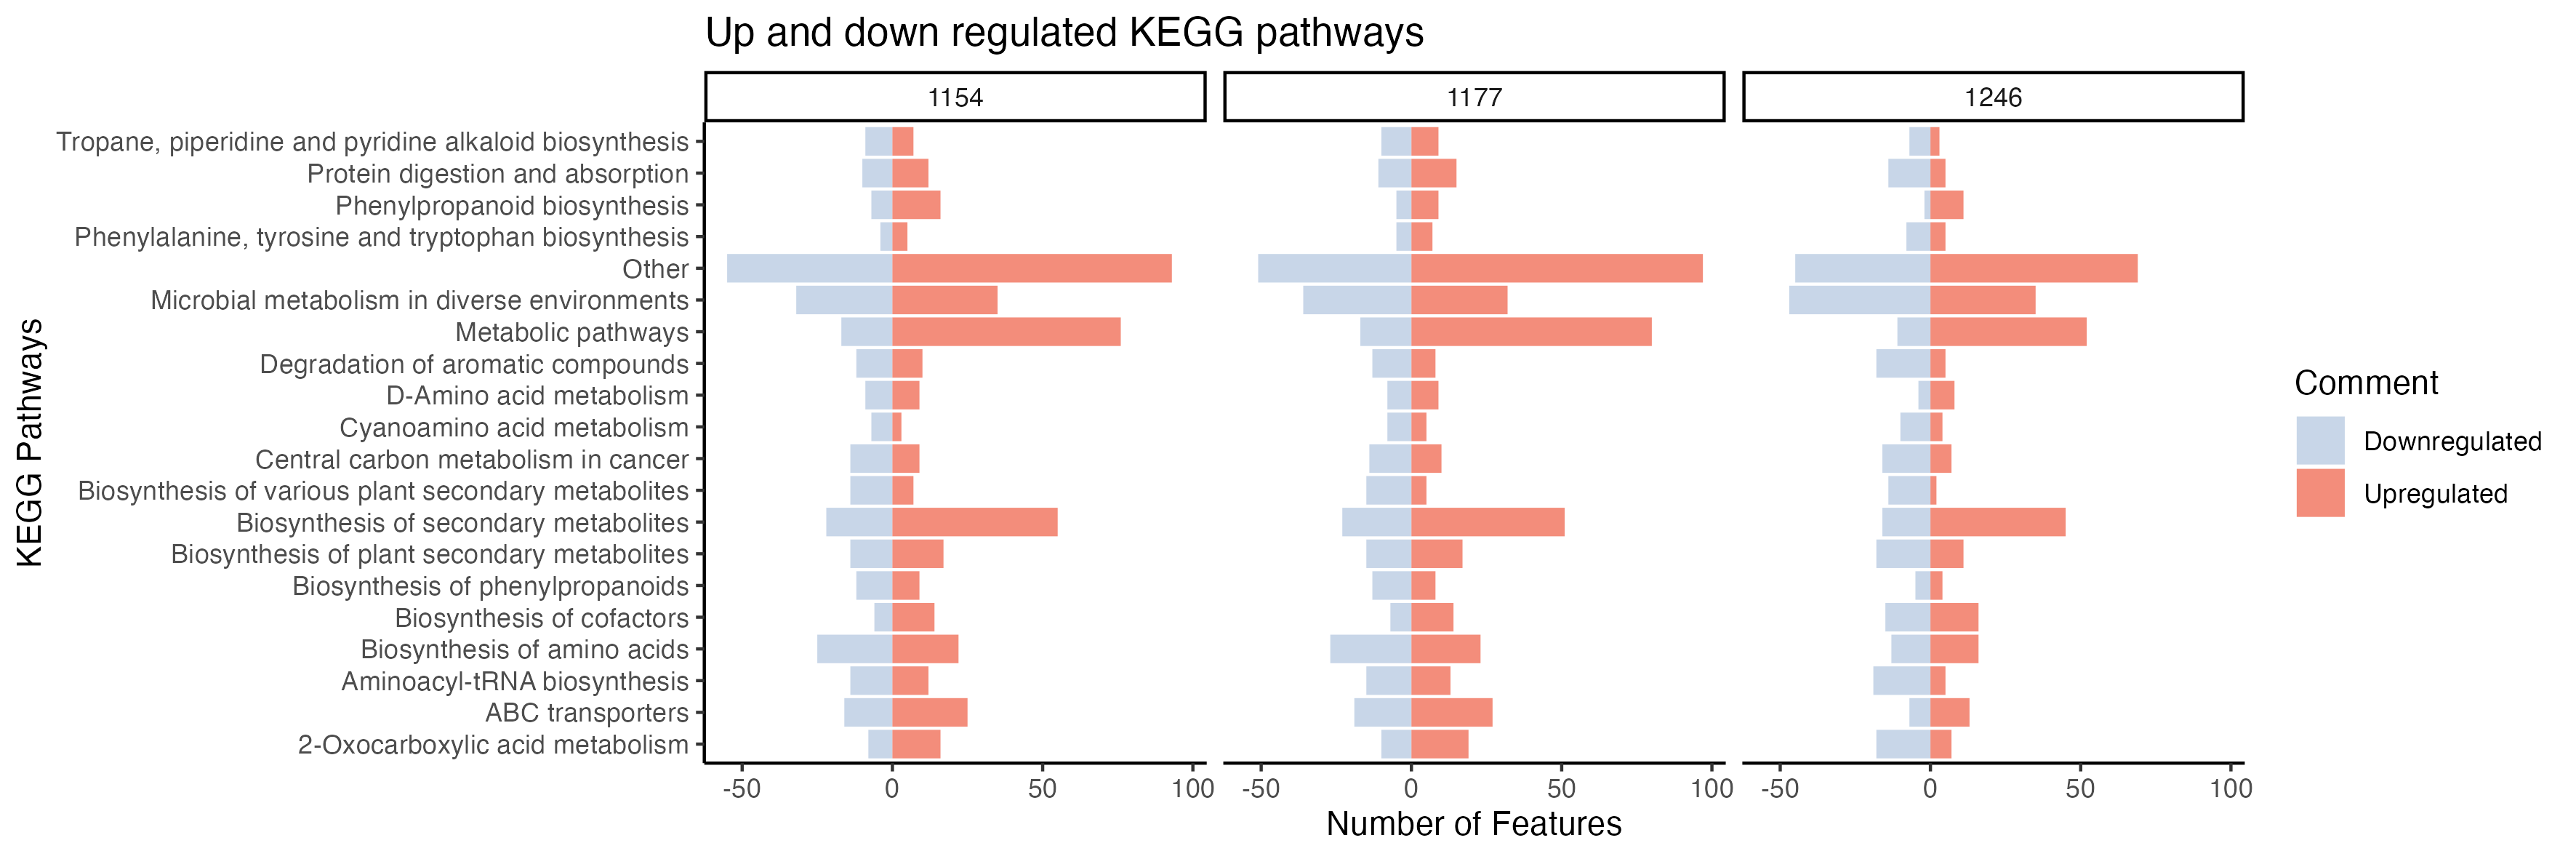 Up and down regulated KEGG pathways
1154 1177 1246
Tropane, piperidine and pyridine alkaloid biosynthesis
Protein digestion and absorption
Phenylpropanoid biosynthesis
Phenylalanine, tyrosine and tryptophan biosynthesis
Other
Microbial metabolism in diverse environments
Metabolic pathways
Degradation of aromatic compounds
D-Amino acid metabolism
Cyanoamino acid metabolism
Central carbon metabolism in cancer
Biosynthesis of various plant secondary metabolites
Biosynthesis of secondary metabolites
Biosynthesis of plant secondary metabolites
Biosynthesis of phenylpropanoids
Biosynthesis of cofactors
Biosynthesis of amino acids
Aminoacyl-tRNA biosynthesis
ABC transporters
2-Oxocarboxylic acid metabolism
KEGG Pathways
-50 0 50 100 -50 0 50 100 -50 0 50 100
Number of Features
Comment
Downregulated
Upregulated